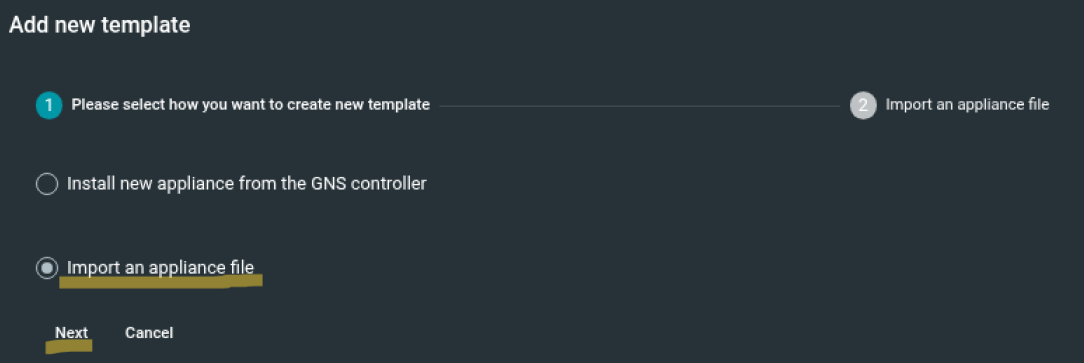 Add new template
1 Please select how you want to create new template
2 Import an appliance file
Install new appliance from the GNS controller
Import an appliance file
Next Cancel